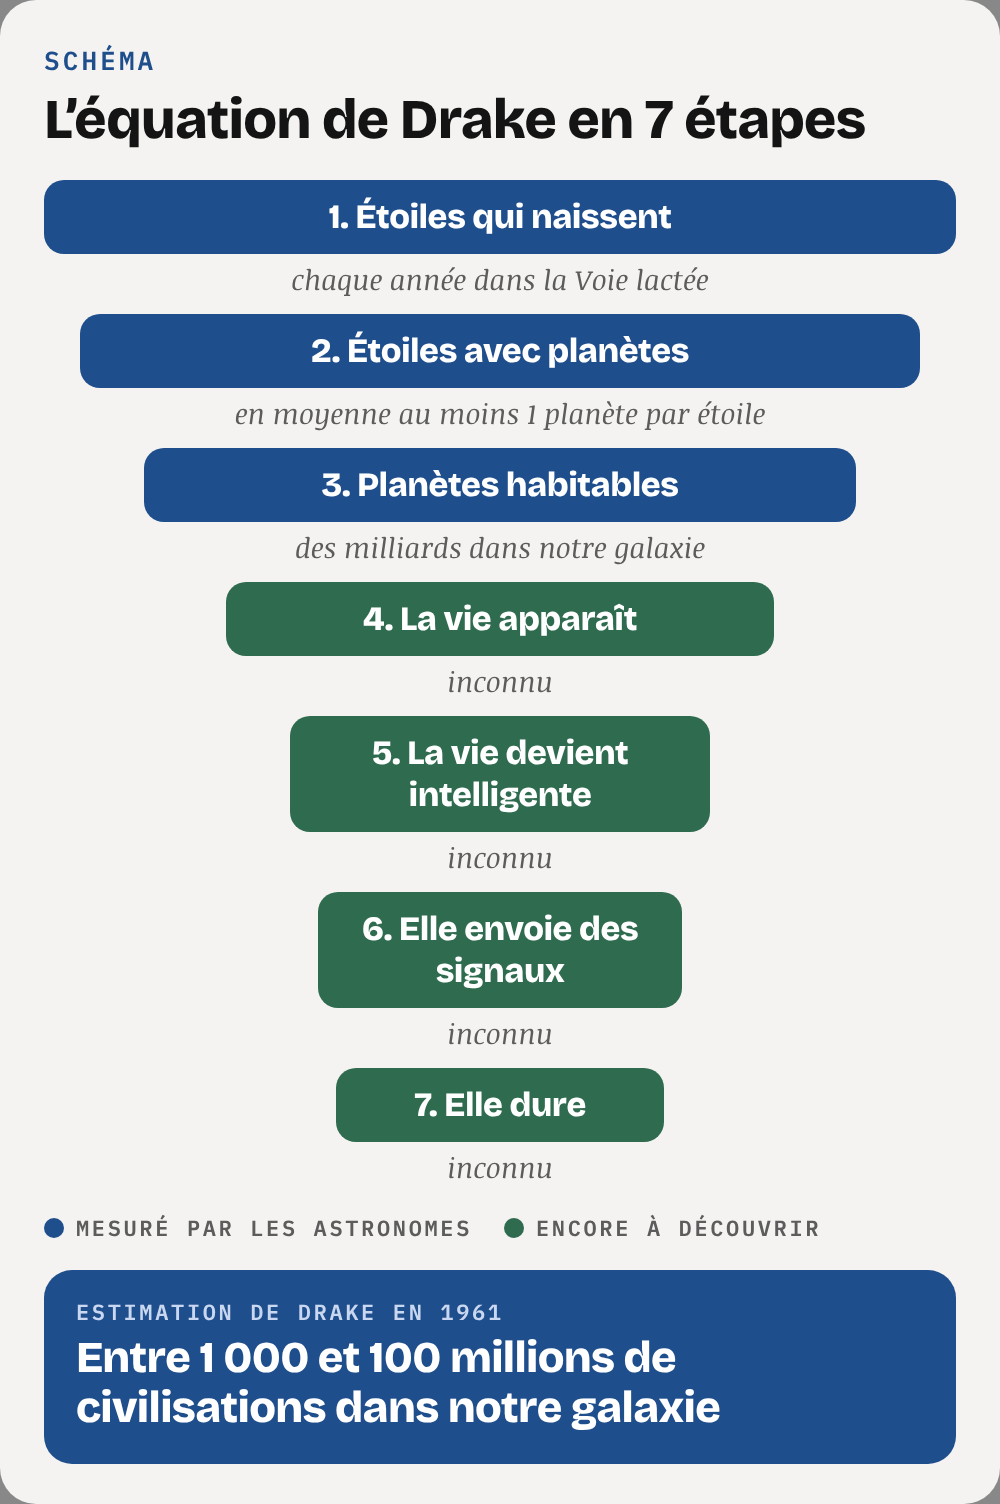 SCHÉMA
L’équation de Drake en 7 étapes
1. Étoiles qui naissent
chaque année dans la Voie lactée
2. Étoiles avec planètes
en moyenne au moins 1 planète par étoile
3. Planètes habitables
des milliards dans notre galaxie
4. La vie apparaît
inconnu
5. La vie devient
intelligente
inconnu
6. Elle envoie des
signaux
inconnu
7. Elle dure
inconnu
MESURÉ PAR LES ASTRONOMES ENCORE À DÉCOUVRIR
ESTIMATION DE DRAKE EN 1961
Entre 1 000 et 100 millions de
civilisations dans notre galaxie